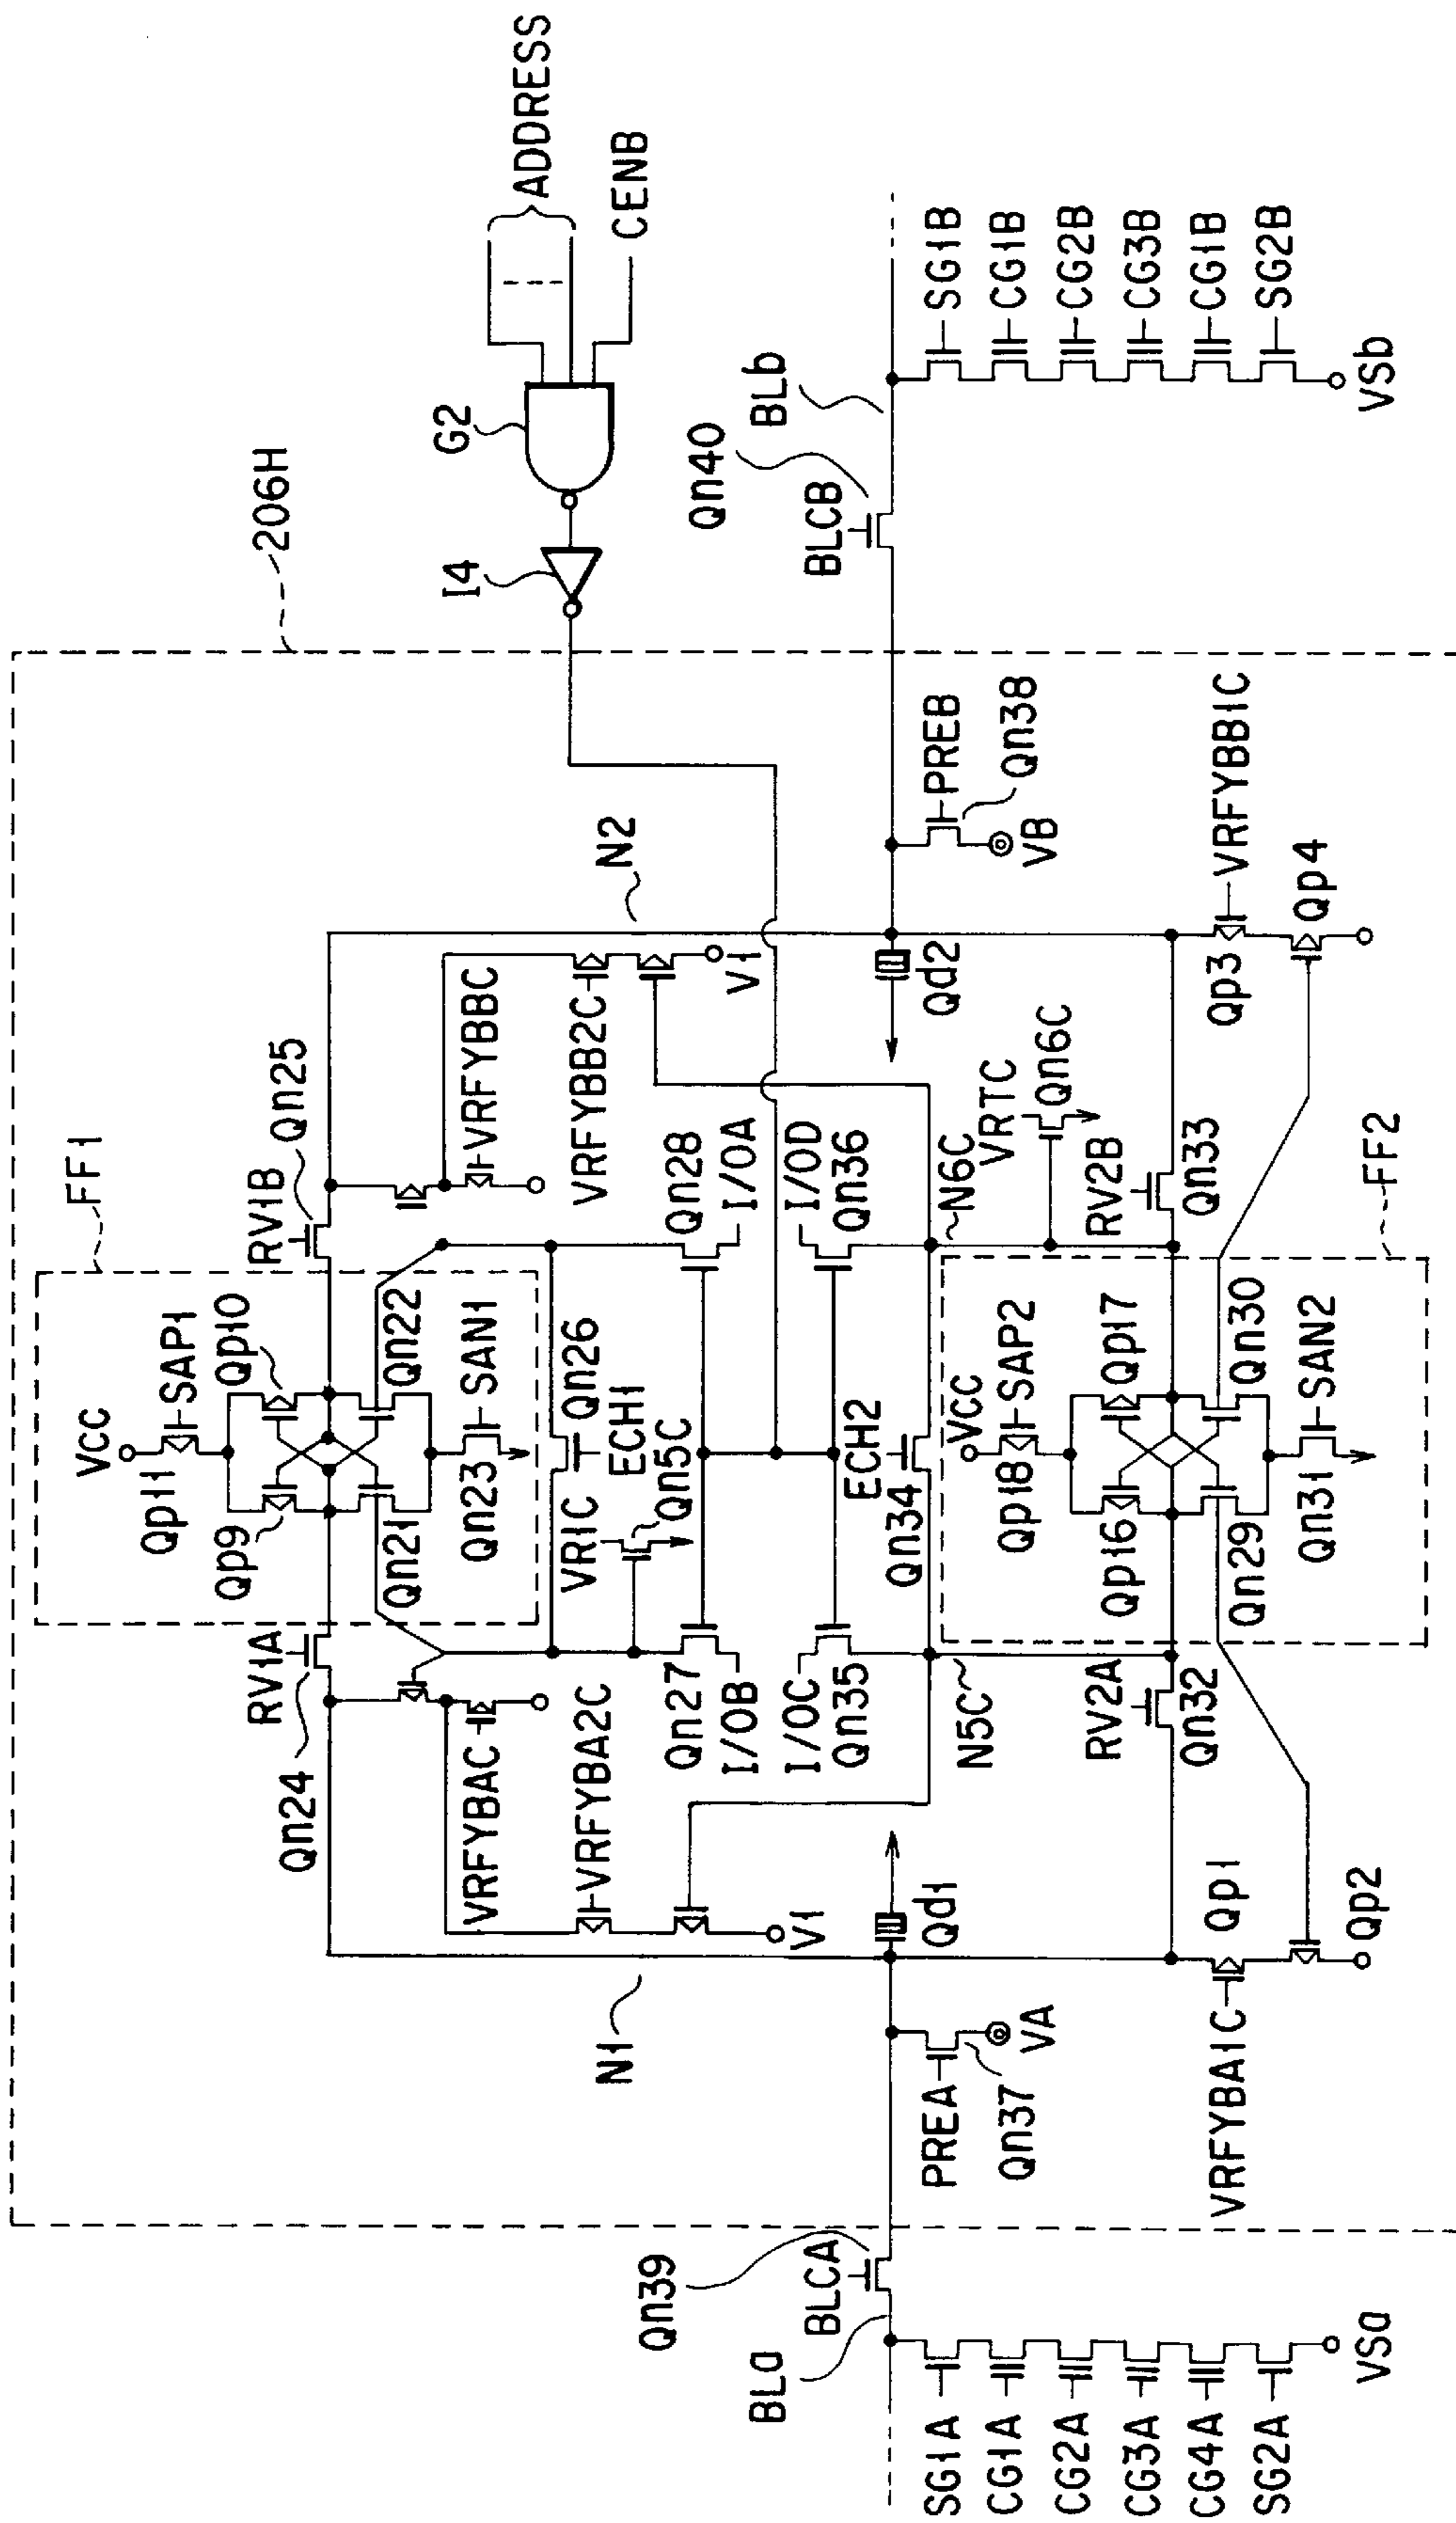 206H
FF1
VCC
Qp11
SAP1
Qp9
Qp10
RV1A
RV1B
Qn24
Qn25
Qn21
Qn22
Qn23
SAN1
VRFYBAC
VRFYBBC
Qn26
ECH1
VRIC
Qn5C
VRFYBA2C
VRFYBB2C
V1
V1
Qn27
Qn28
I/OB
I/OA
I/OC
I/OD
Qn35
Qn36
N1
N2
G2
I4
ADDRESS
CENB
Qn39
BLCA
BLa
Qn40
BLCB
BLb
Qd1
Qd2
PREA
Qn37
VA
PREB
Qn38
VB
ECH2
Qn34
N5C
N6C
VRTC
Qn6C
RV2A
Qn32
RV2B
Qn33
FF2
VCC
Qp18
SAP2
Qp16
Qp17
Qn29
Qn30
Qn31
SAN2
VRFYBA1C
Qp1
Qp2
VRFYBB1C
Qp3
Qp4
SG1A
CG1A
CG2A
CG3A
CG4A
SG2A
VSa
SG1B
CG1B
CG2B
CG3B
CG1B
SG2B
VSb